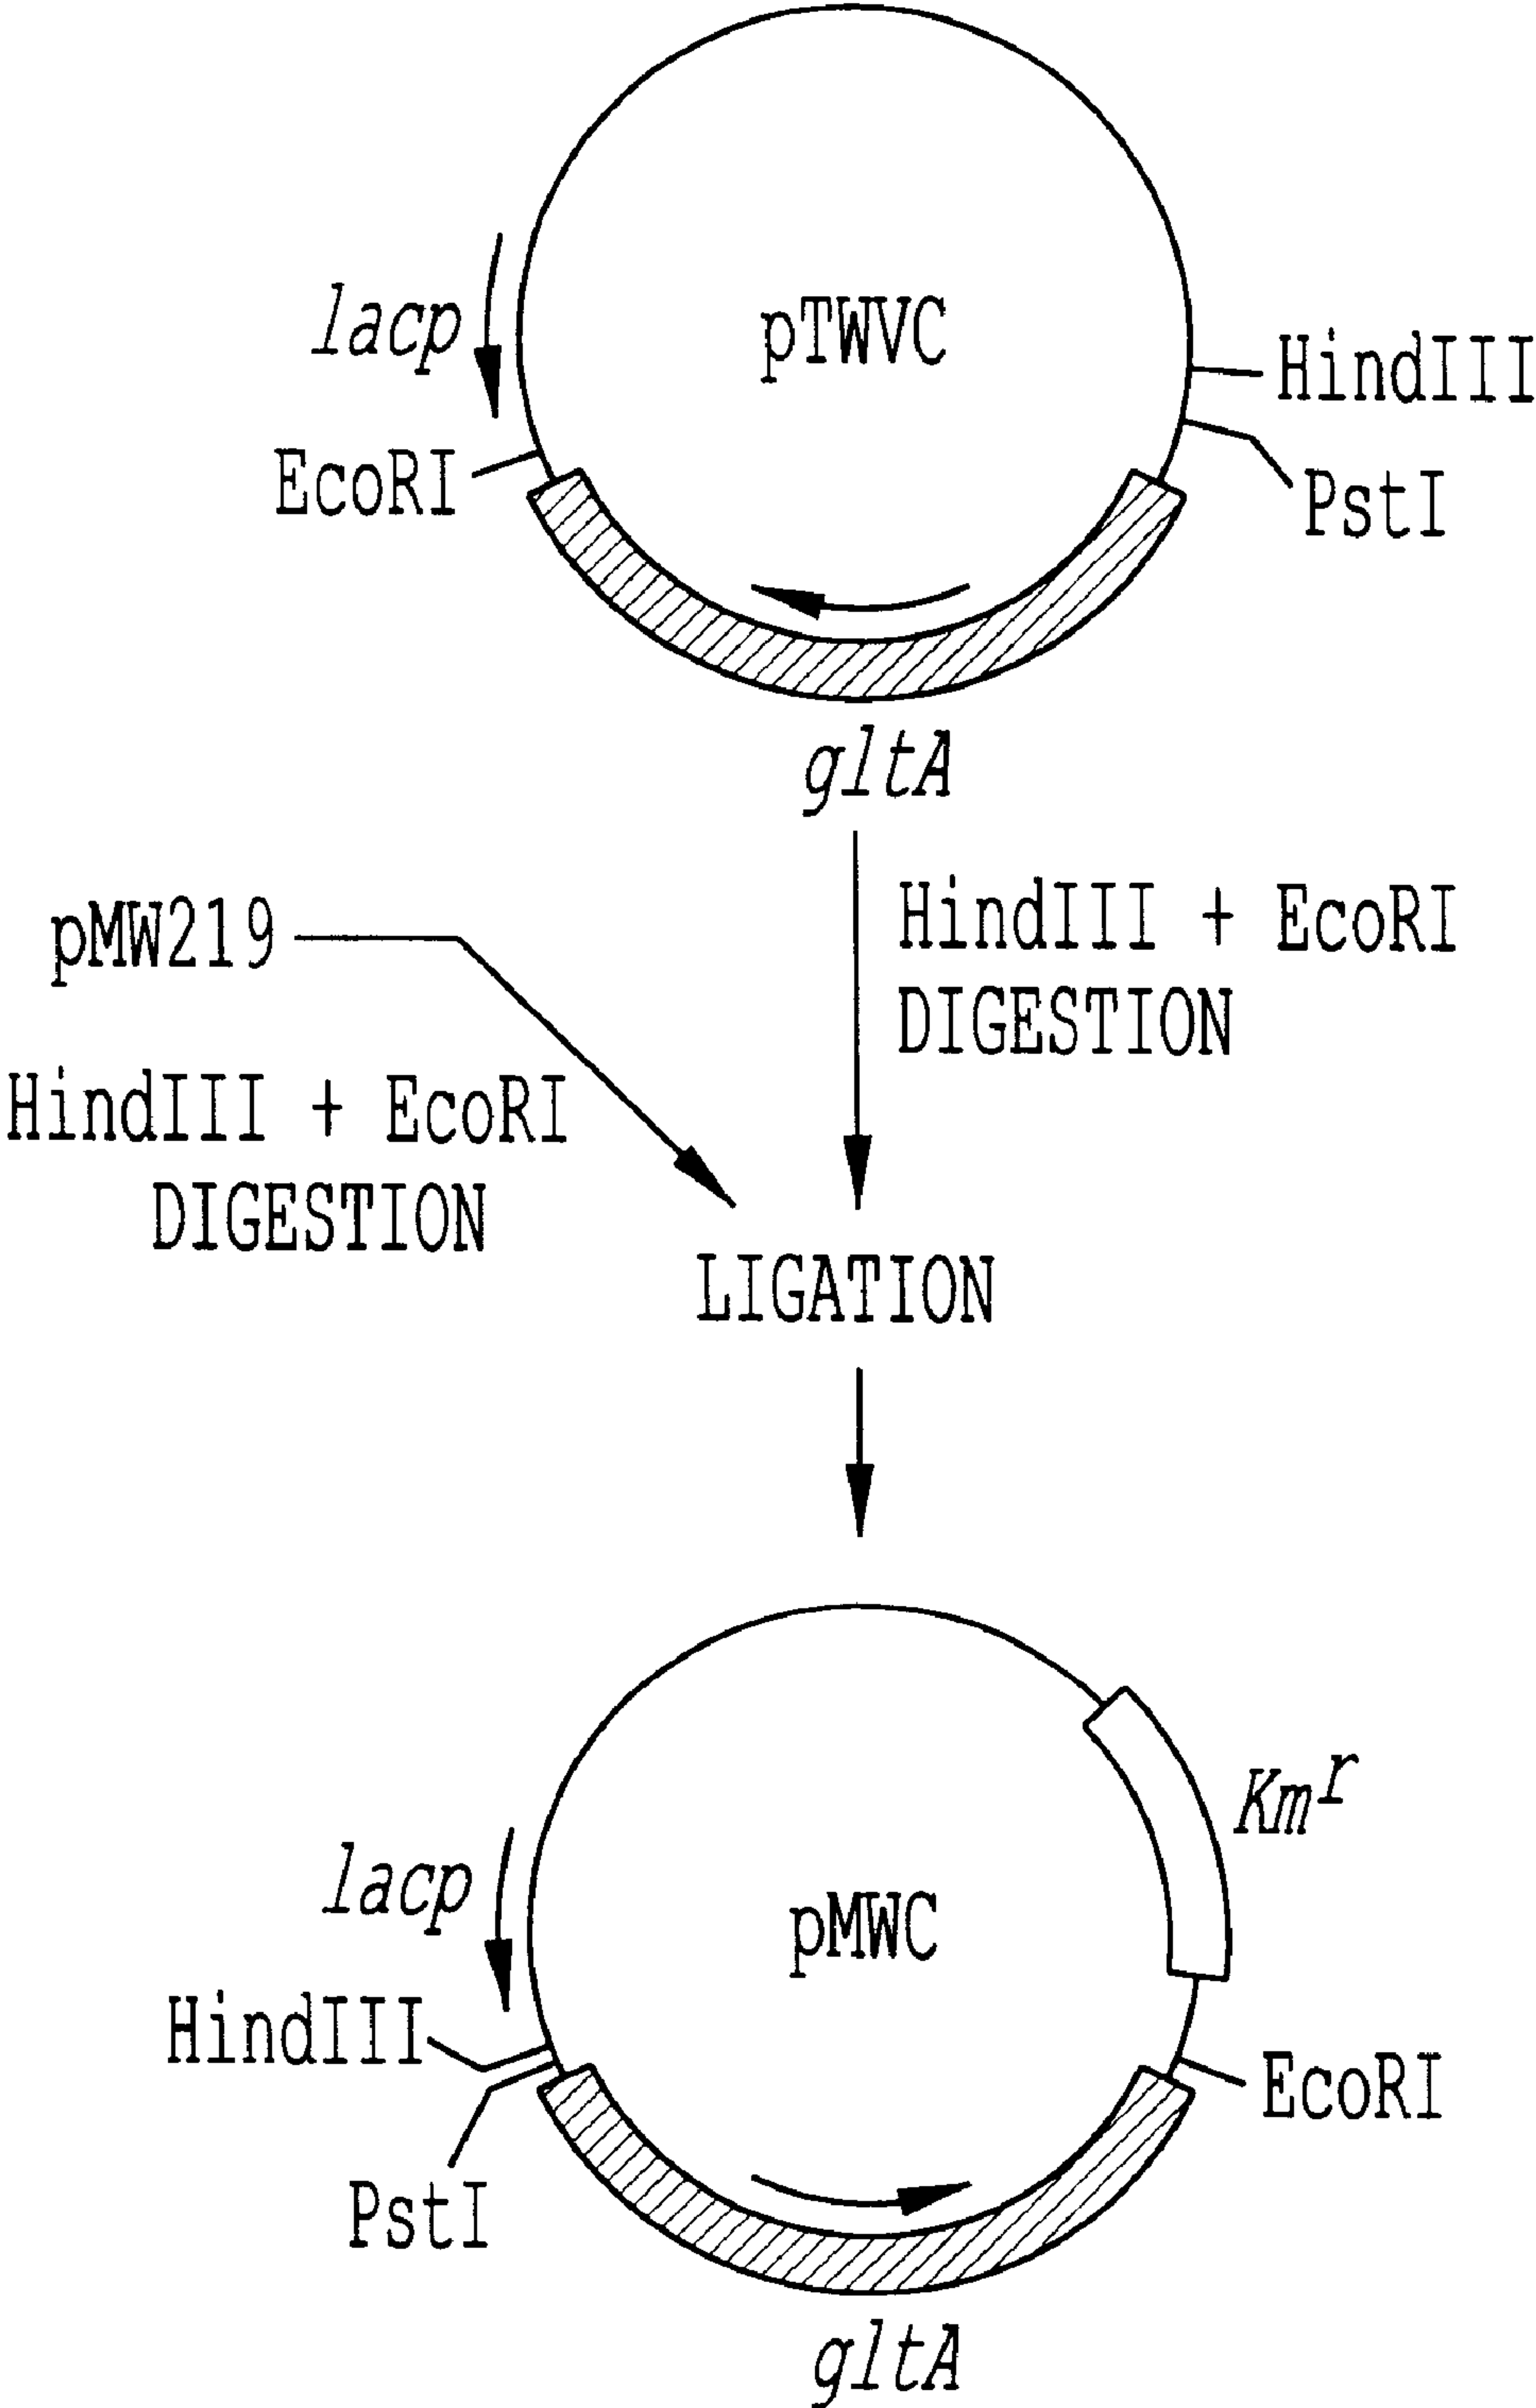 pTWVC
lacp
HindIII
EcoRI
PstI
gltA
HindIII + EcoRI
DIGESTION
pMW219
HindIII + EcoRI
DIGESTION
LIGATION
Kmʳ
lacp
pMWC
HindIII
EcoRI
PstI
gltA